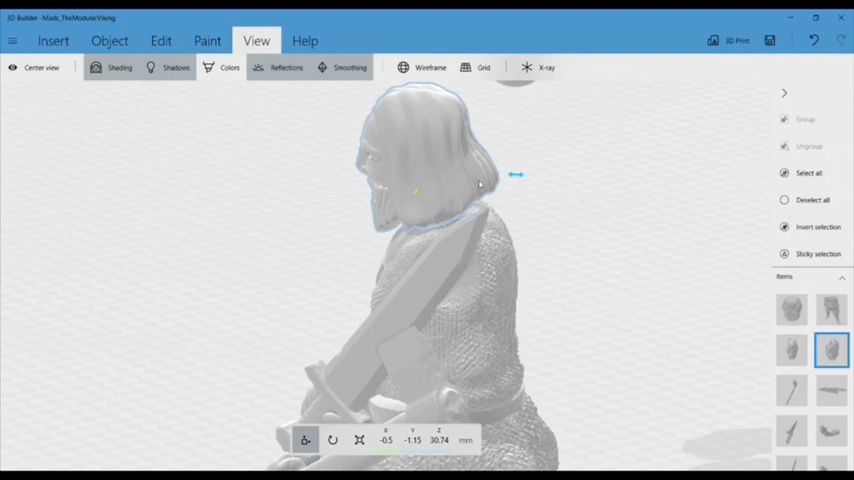 3D Builder - Mads_TheModularViking
Insert Object Edit Paint View Help
3D Print
Center view Shading Shadows Colors Reflections Smoothing Wireframe Grid X-ray
Group
Ungroup
Select all
Deselect all
Invert selection
Sticky selection
Items
X Y Z
-0.5 -1.15 30.74 mm